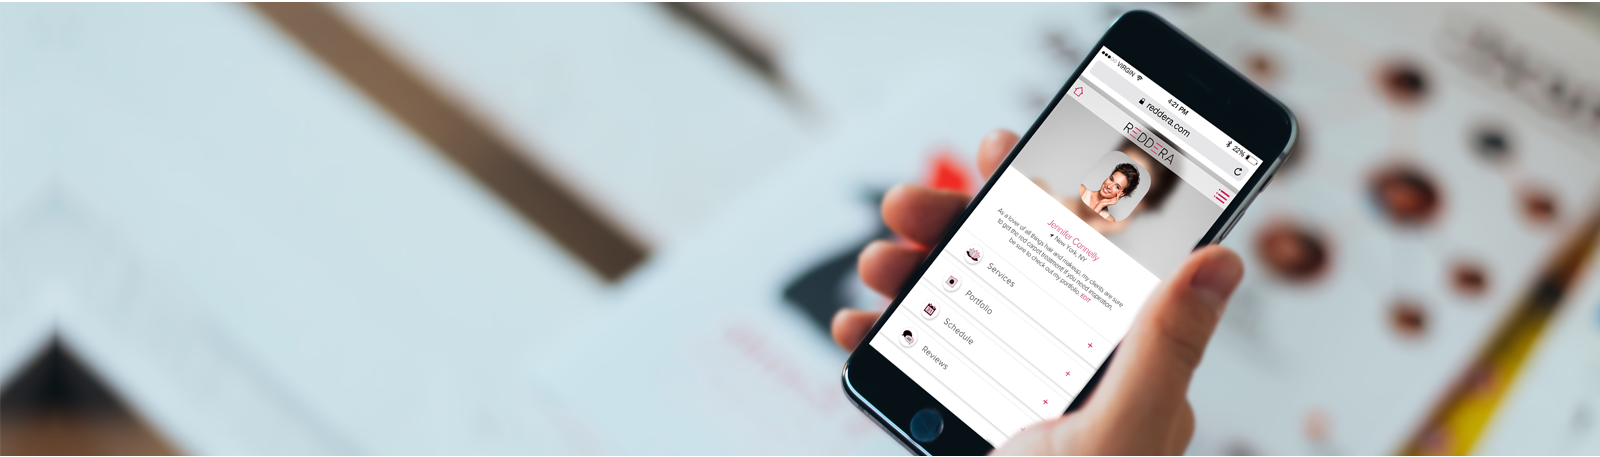 VIRGIN
4:21 PM
22%
reddera.com
REDDERA
Jennifer Connelly
New York, NY
As a lover of all things hair and makeup, my clients are sure
to get the red carpet treatment! If you need inspiration,
be sure to check out my portfolio. EDIT
Services
+
Portfolio
+
Schedule
+
Reviews